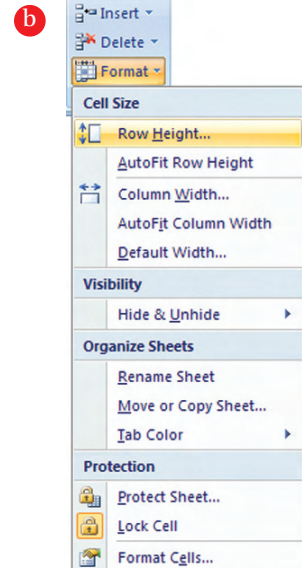 b
Insert
Delete
Format
Cell Size
Row Height...
AutoFit Row Height
Column Width...
AutoFit Column Width
Default Width...
Visibility
Hide & Unhide
Organize Sheets
Rename Sheet
Move or Copy Sheet...
Tab Color
Protection
Protect Sheet...
Lock Cell
Format Cells...